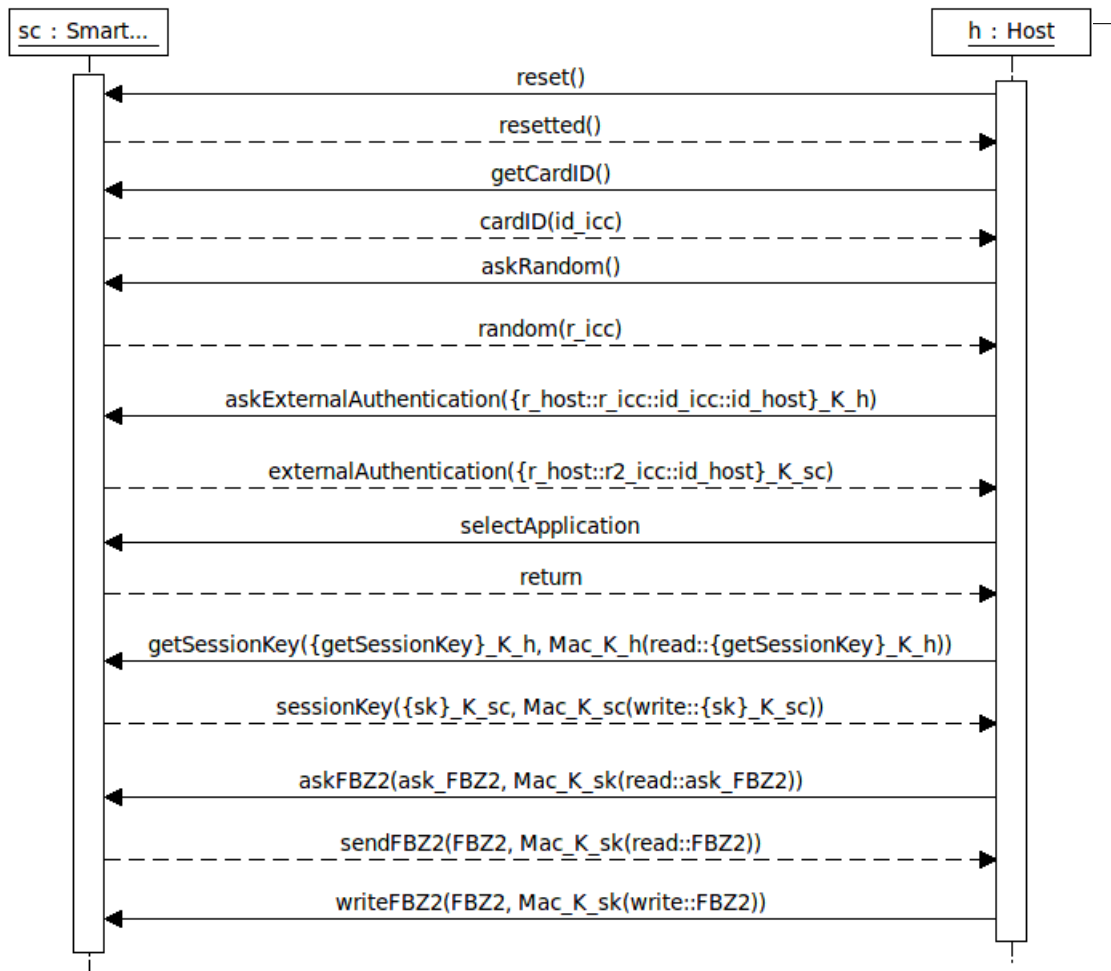 sc : Smart...
h : Host
reset()
resetted()
getCardID()
cardID(id_icc)
askRandom()
random(r_icc)
askExternalAuthentication({r_host::r_icc::id_icc::id_host}_K_h)
externalAuthentication({r_host::r2_icc::id_host}_K_sc)
selectApplication
return
getSessionKey({getSessionKey}_K_h, Mac_K_h(read::{getSessionKey}_K_h))
sessionKey({sk}_K_sc, Mac_K_sc(write::{sk}_K_sc))
askFBZ2(ask_FBZ2, Mac_K_sk(read::ask_FBZ2))
sendFBZ2(FBZ2, Mac_K_sk(read::FBZ2))
writeFBZ2(FBZ2, Mac_K_sk(write::FBZ2))